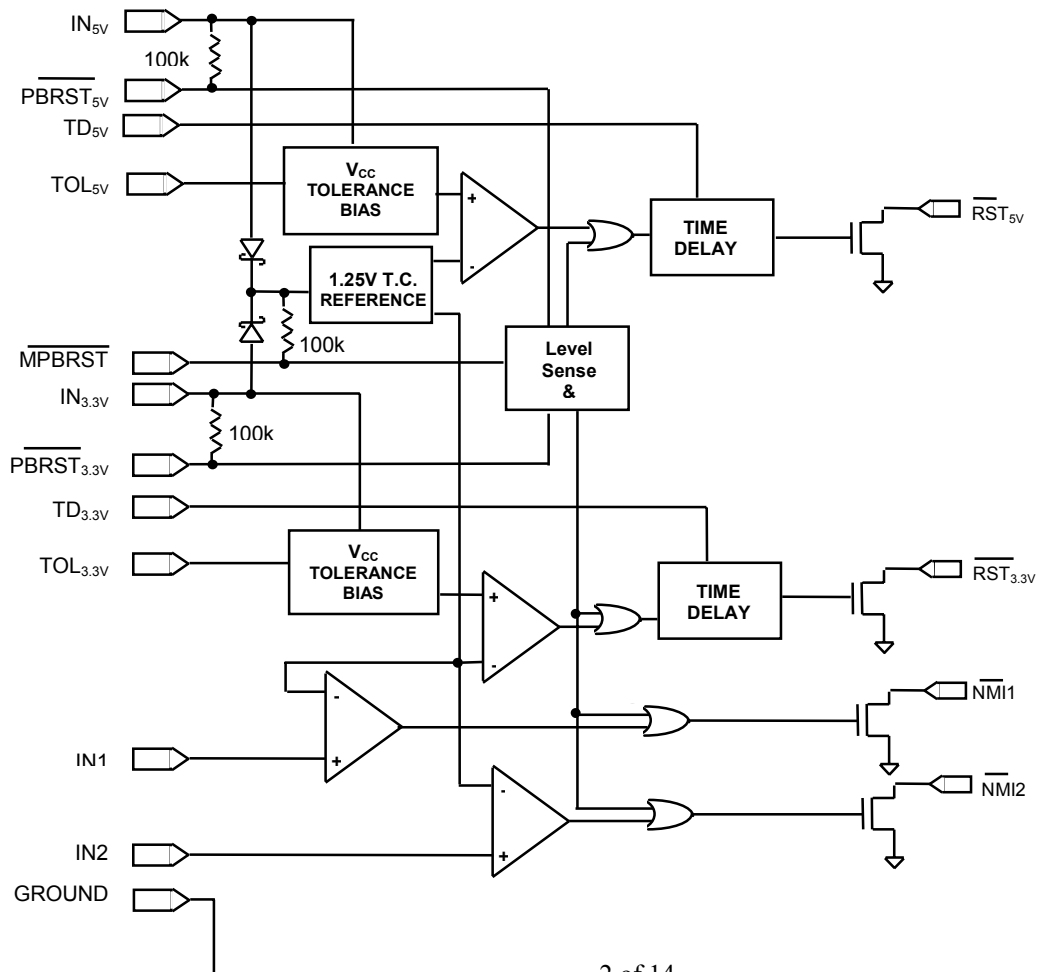 IN5V
100k
PBRST5V
TD5V
TOL5V
VCC
TOLERANCE
BIAS
+
-
TIME
DELAY
RST5V
1.25V T.C.
REFERENCE
100k
MPBRST
Level
Sense
&
IN3.3V
100k
PBRST3.3V
TD3.3V
TOL3.3V
VCC
TOLERANCE
BIAS
+
-
TIME
DELAY
RST3.3V
-
+
NMI1
IN1
-
+
NMI2
IN2
GROUND